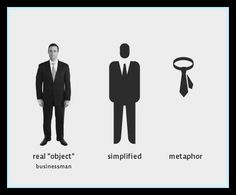 real "object"
businessman
simplified
metaphor